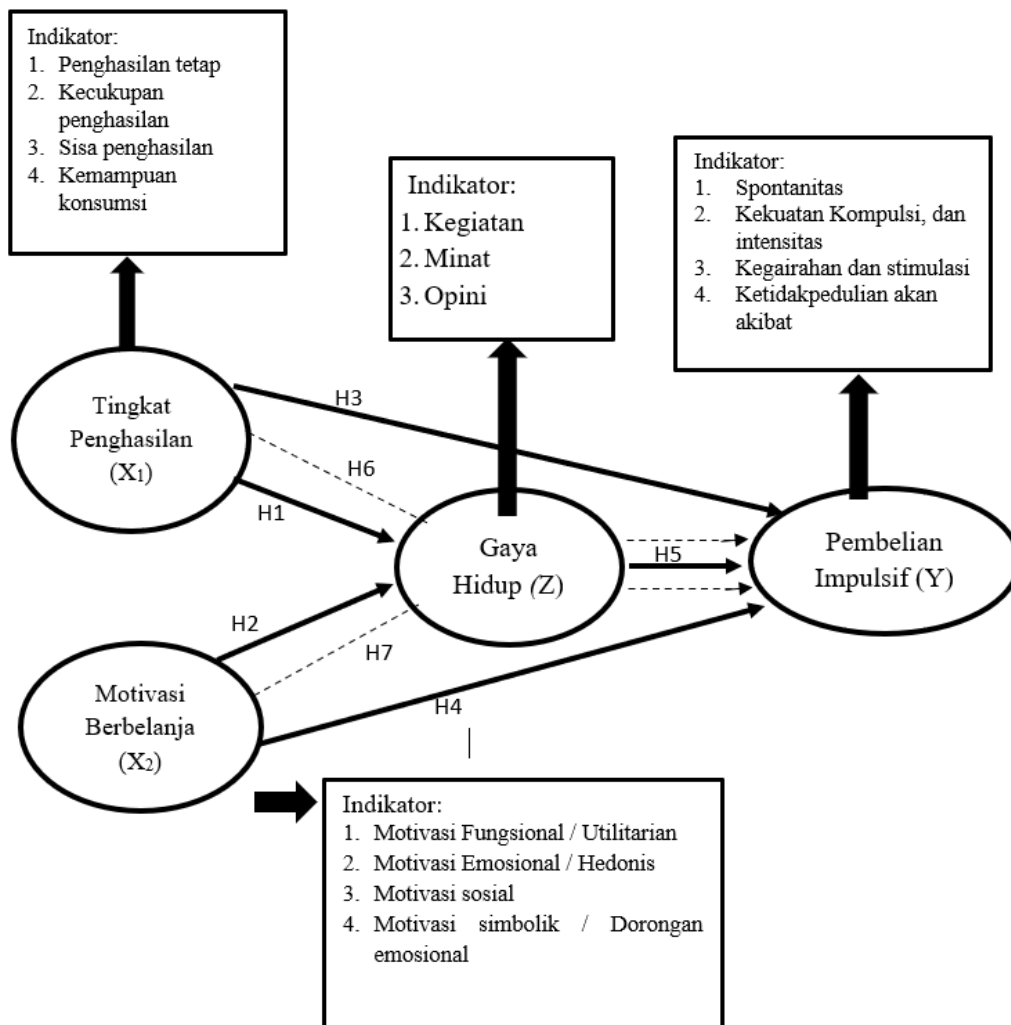 Indikator:
1. Penghasilan tetap
2. Kecukupan
penghasilan
3. Sisa penghasilan
4. Kemampuan
konsumsi
Indikator:
1. Kegiatan
2. Minat
3. Opini
Indikator:
1. Spontanitas
2. Kekuatan Kompulsi, dan
intensitas
3. Kegairahan dan stimulasi
4. Ketidakpedulian akan
akibat
Tingkat
Penghasilan
(X1)
H3
H6
H1
Gaya
Hidup (Z)
H5
Pembelian
Impulsif (Y)
H2
H7
H4
Motivasi
Berbelanja
(X2)
Indikator:
1. Motivasi Fungsional / Utilitarian
2. Motivasi Emosional / Hedonis
3. Motivasi sosial
4. Motivasi simbolik / Dorongan
emosional